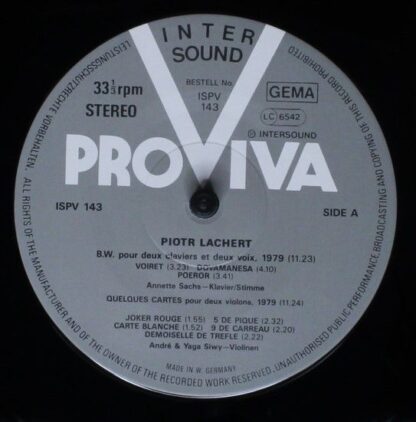 INTER
SOUND
33 1/3 rpm
STEREO
BESTELL No.
ISPV
143
GEMA
LC 6542
℗ INTERSOUND
PROVIVA
ISPV 143
SIDE A
PIOTR LACHERT
B.W. pour deux claviers et deux voix, 1979 (11.23)
VOIRET (3.23) DOVAMANESA (4.10)
POEROR (3.41)
Annette Sachs—Klavier/Stimme
QUELQUES CARTES pour deux violons, 1979 (11,24)
JOKER ROUGE (1.55) 5 DE PIQUE (2.32)
CARTE BLANCHE (1.52) 9 DE CARREAU (2,20)
DEMOISELLE DE TREFLE (2,22)
André & Yaga Siwy—Violinen
MADE IN W. GERMANY
LEISTUNGSSCHUTZRECHTE VORBEHALTEN. ALL RIGHTS OF THE MANUFACTURER AND OF THE OWNER OF THE RECORDED WORK RESERVED. UNAUTHORISED PUBLIC PERFORMANCE, BROADCASTING AND COPYING OF THIS RECORD PROHIBITED